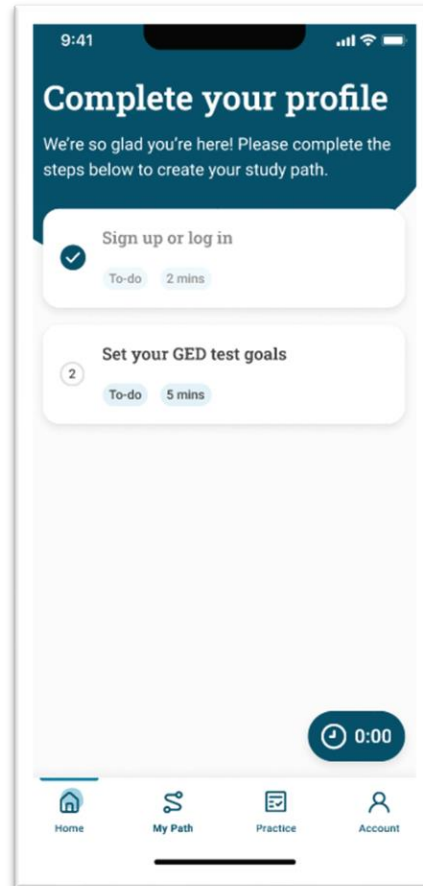 9:41
Complete your profile
We're so glad you're here! Please complete the
steps below to create your study path.
Sign up or log in
To-do 2 mins
2
Set your GED test goals
To-do 5 mins
0:00
Home My Path Practice Account